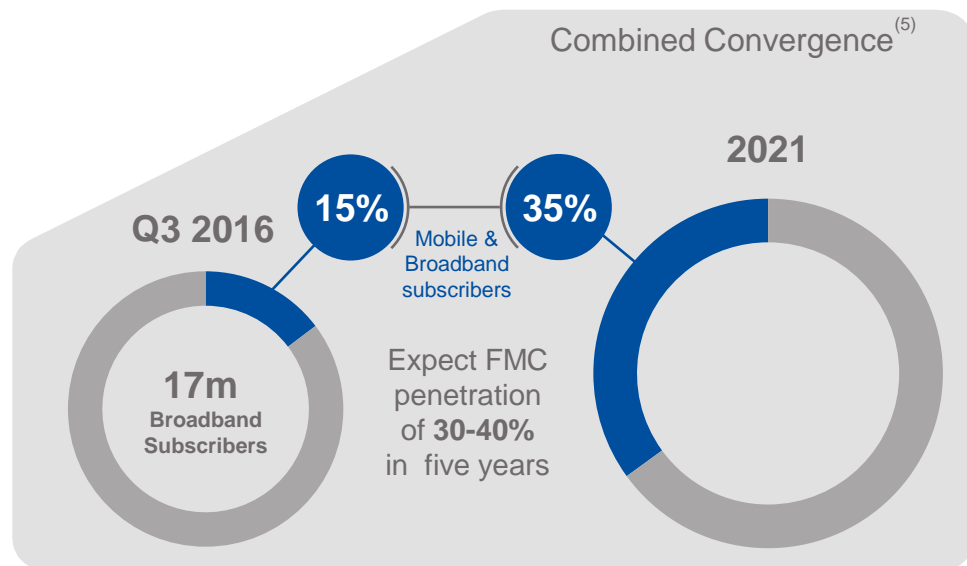 Combined Convergence(5)
2021
Q3 2016
15%
35%
Mobile &
Broadband
subscribers
17m
Broadband
Subscribers
Expect FMC
penetration
of 30-40%
in five years